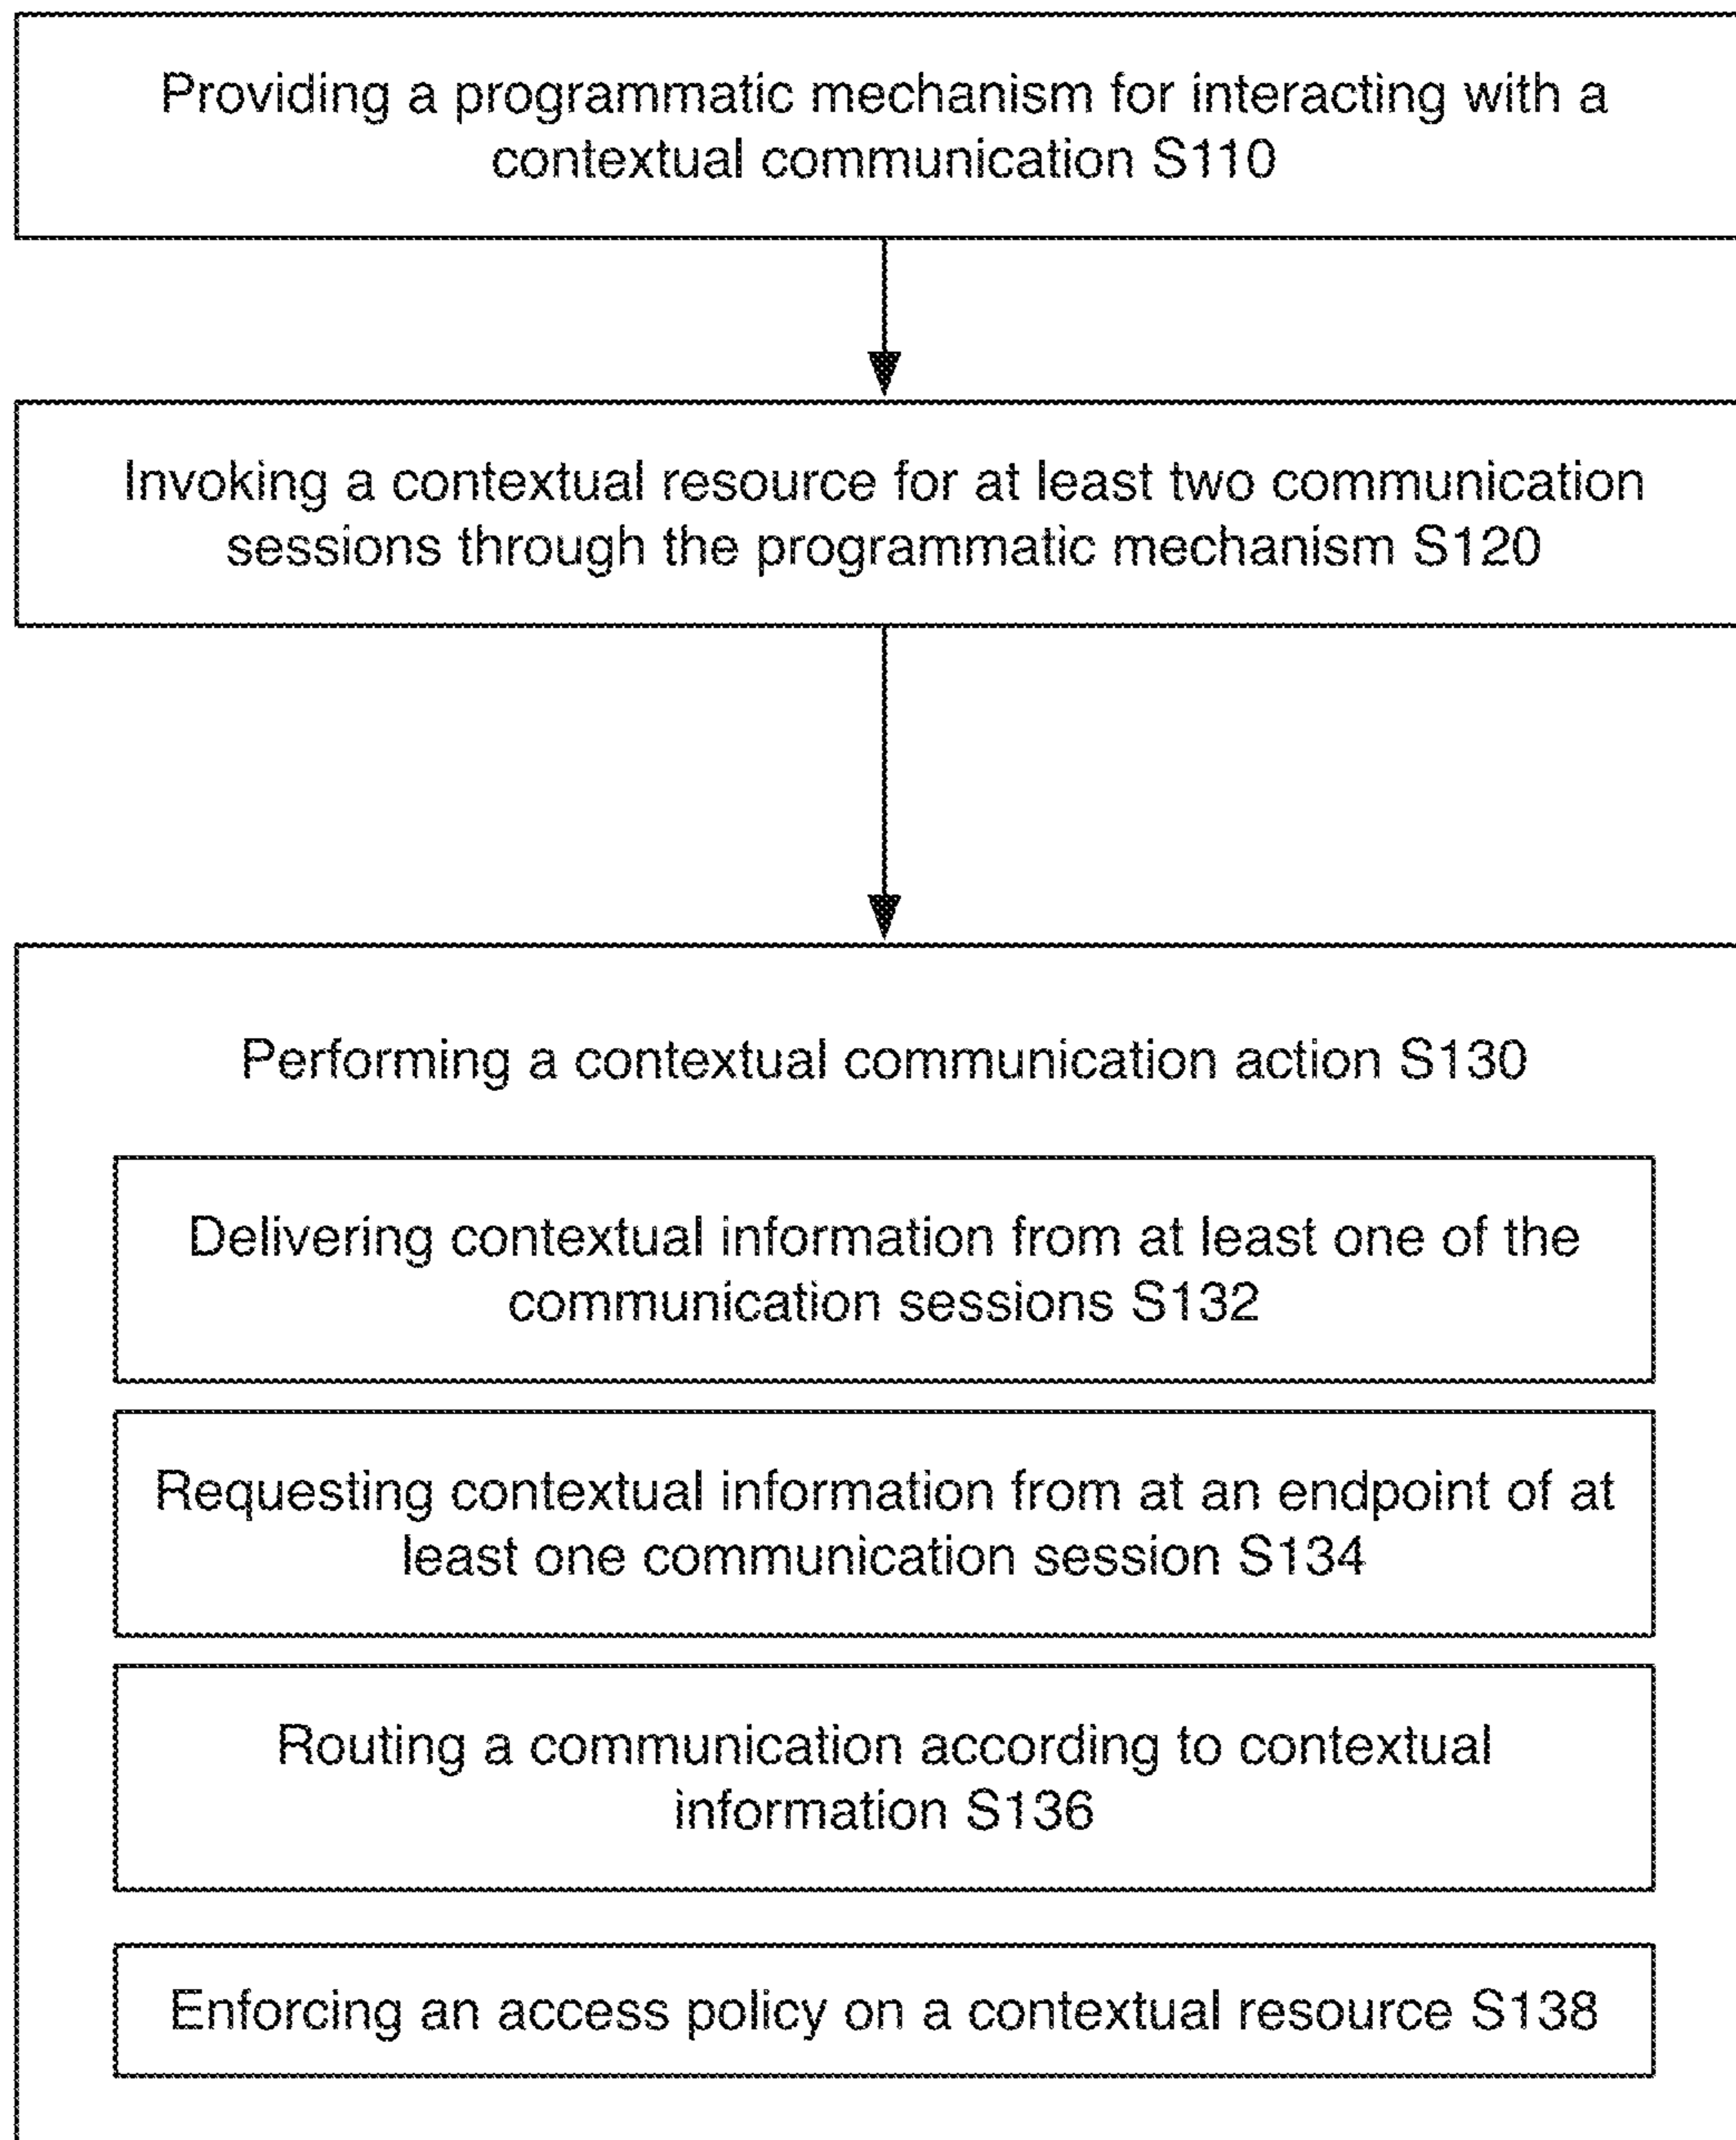 Providing a programmatic mechanism for interacting with a
contextual communication S110
Invoking a contextual resource for at least two communication
sessions through the programmatic mechanism S120
Performing a contextual communication action S130
Delivering contextual information from at least one of the
communication sessions S132
Requesting contextual information from at an endpoint of at
least one communication session S134
Routing a communication according to contextual
information S136
Enforcing an access policy on a contextual resource S138